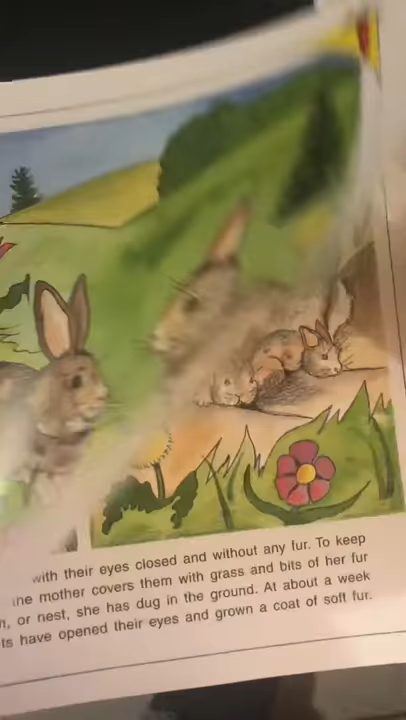 with their eyes closed and without any fur. To keep
he mother covers them with grass and bits of her fur
, or nest, she has dug in the ground. At about a week
ts have opened their eyes and grown a coat of soft fur.